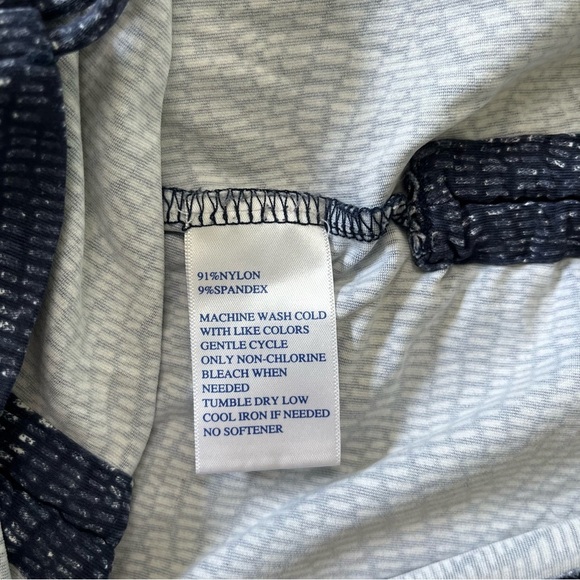 91%NYLON
9%SPANDEX
MACHINE WASH COLD
WITH LIKE COLORS
GENTLE CYCLE
ONLY NON-CHLORINE
BLEACH WHEN
NEEDED
TUMBLE DRY LOW
COOL IRON IF NEEDED
NO SOFTENER